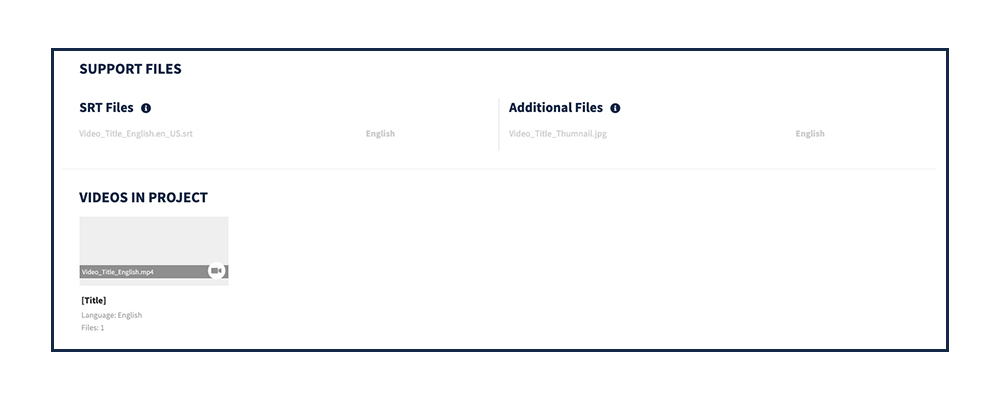 SUPPORT FILES
SRT Files
Video_Title_English.en_US.srt English
Additional Files
Video_Title_Thumnail.jpg English
VIDEOS IN PROJECT
Video_Title_English.mp4
[Title]
Language: English
Files: 1